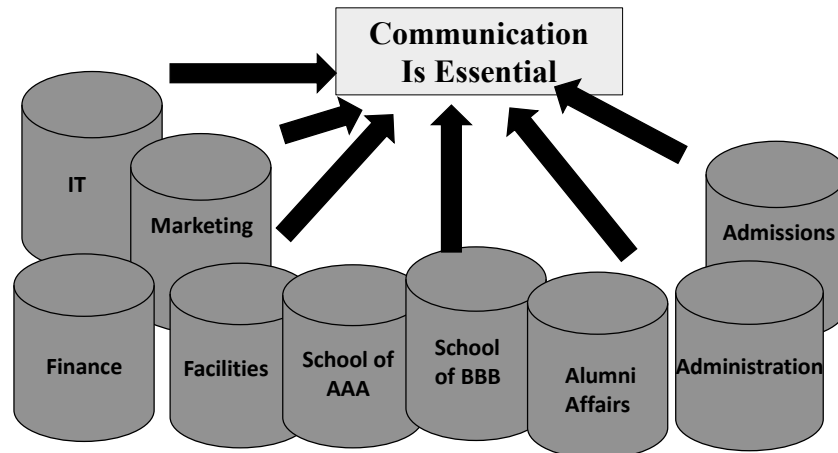 Communication
Is Essential
IT
Marketing
Admissions
Finance
Facilities
School of
AAA
School
of BBB
Alumni
Affairs
Administration